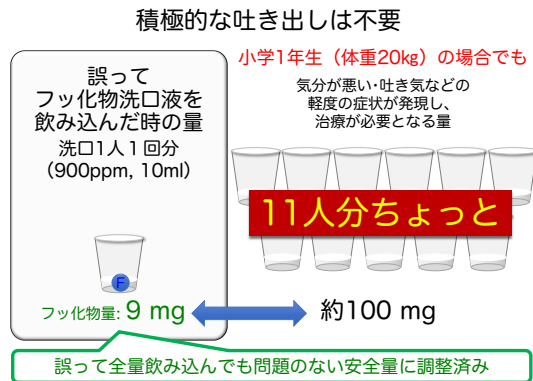 積極的な吐き出しは不要
小学1年生（体重20㎏）の場合でも
誤って
フッ化物洗口液を
飲み込んだ時の量
洗口1人１回分
（900ppm, 10ml）
気分が悪い･吐き気などの
軽度の症状が発現し、
治療が必要となる量
11人分ちょっと
F
フッ化物量: 9 mg
約100 mg
誤って全量飲み込んでも問題のない安全量に調整済み